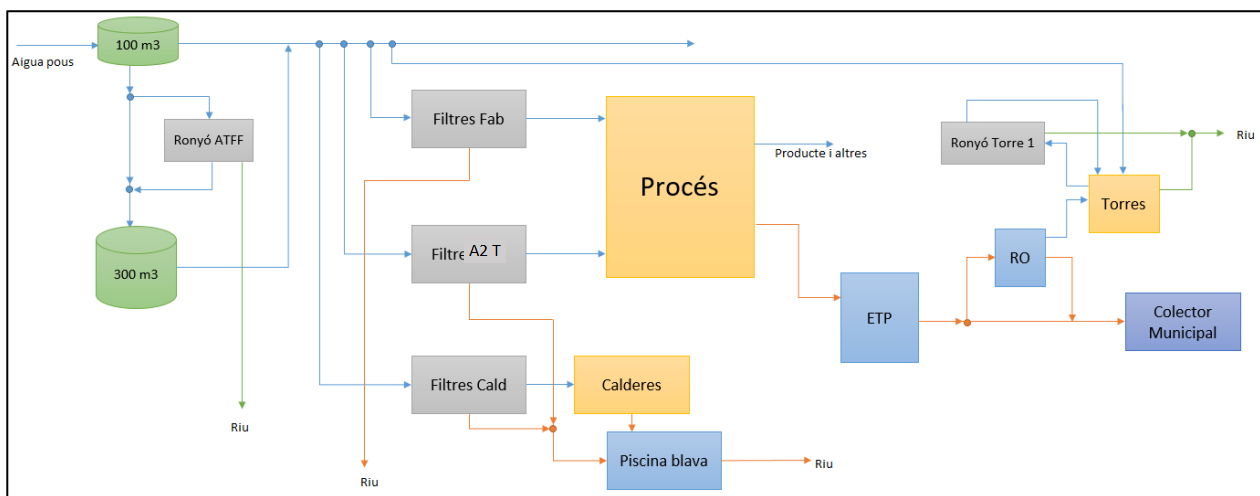 100 m3
Aigua pous
Ronyó ATFF
300 m3
Riu
Filtres Fab
Filtre A2 T
Filtres Cald
Riu
Procés
Producte i altres
Calderes
Piscina blava
Riu
ETP
Ronyó Torre 1
Riu
Torres
RO
Colector
Municipal